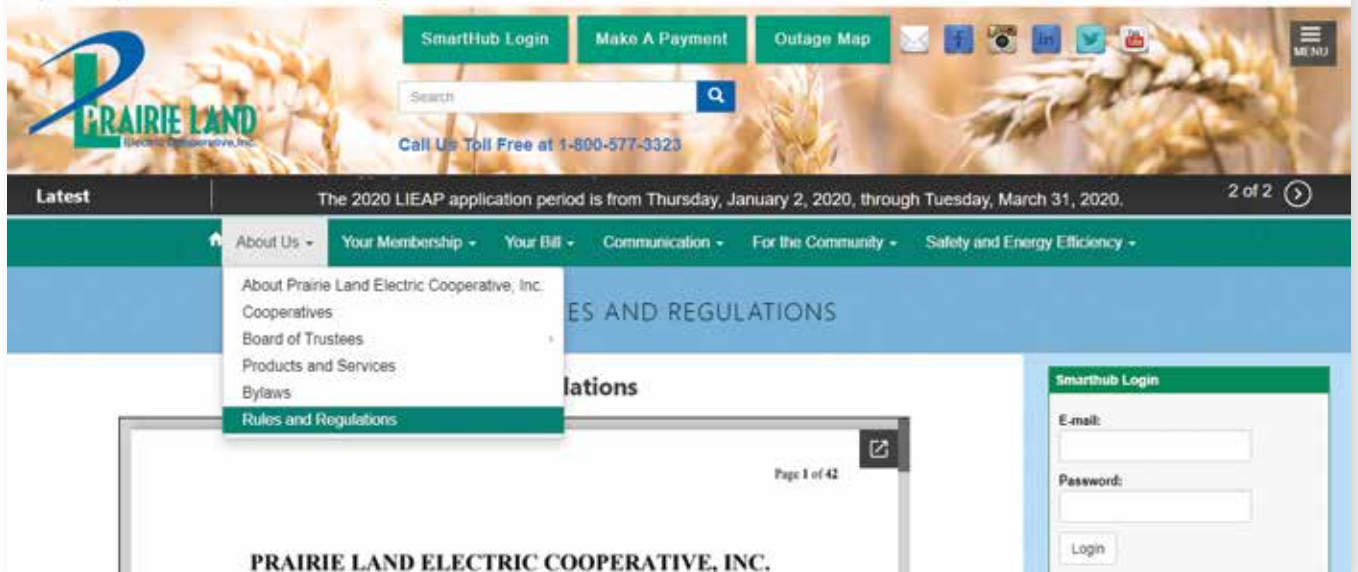 SmartHub Login
Make A Payment
Outage Map
MENU
PRAIRIE LAND
Electric Cooperative, Inc.
Search
Call Us Toll Free at 1-800-577-3323
Latest
The 2020 LIEAP application period is from Thursday, January 2, 2020, through Tuesday, March 31, 2020.
2 of 2
About Us
Your Membership
Your Bill
Communication
For the Community
Safety and Energy Efficiency
About Prairie Land Electric Cooperative, Inc.
Cooperatives
Board of Trustees
Products and Services
Bylaws
Rules and Regulations
ES AND REGULATIONS
lations
Page 1 of 42
PRAIRIE LAND ELECTRIC COOPERATIVE, INC.
Smarthub Login
E-mail:
Password:
Login